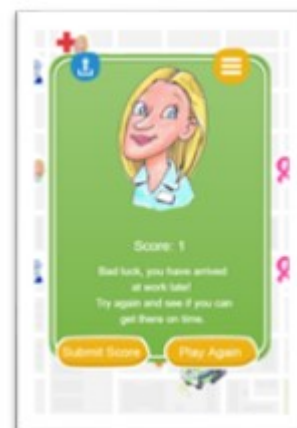 Score: 1
Bad luck, you have arrived
at work late!
Try again and see if you can
get there on time.
Submit Score
Play Again